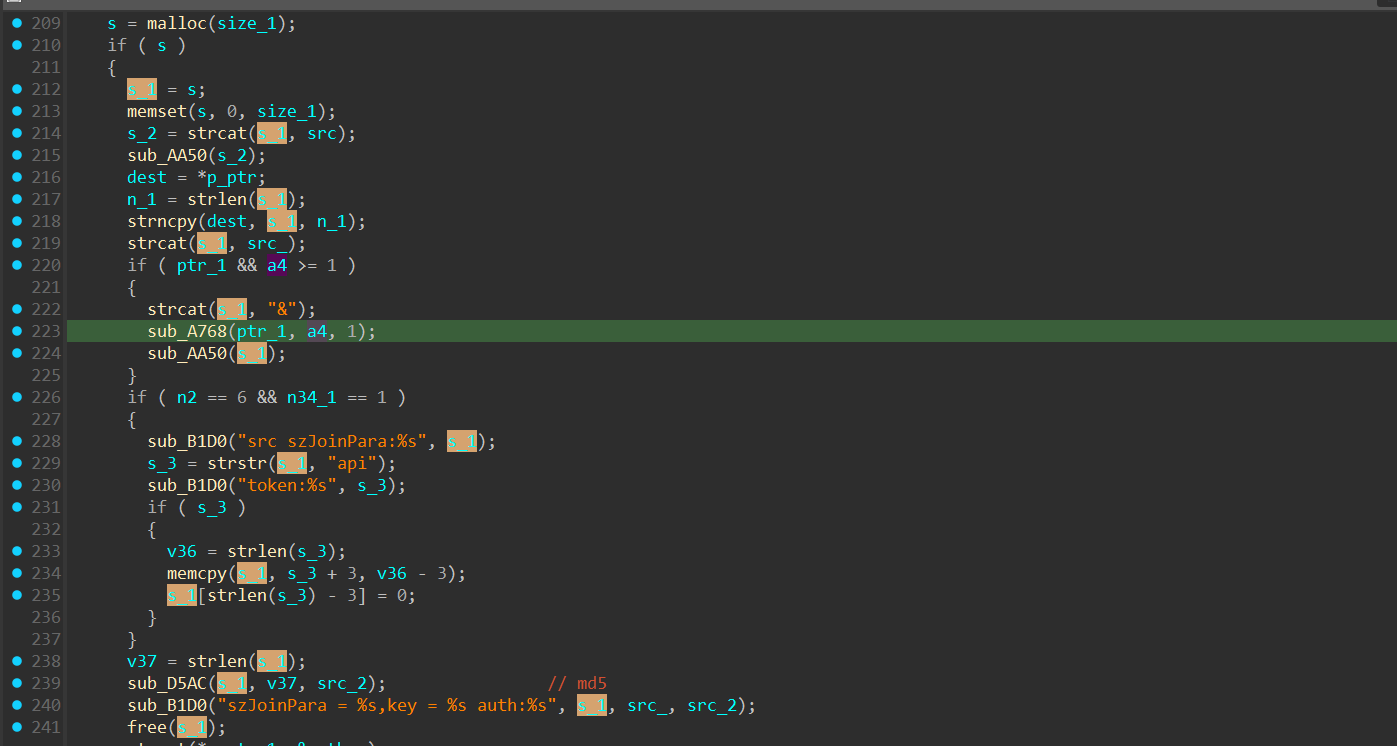 209 s = malloc(size_1);
210 if ( s )
211 {
212 s_1 = s;
213 memset(s, 0, size_1);
214 s_2 = strcat(s_1, src);
215 sub_AA50(s_2);
216 dest = *p_ptr;
217 n_1 = strlen(s_1);
218 strncpy(dest, s_1, n_1);
219 strcat(s_1, src_);
220 if ( ptr_1 && a4 >= 1 )
221 {
222 strcat(s_1, "&");
223 sub_A768(ptr_1, a4, 1);
224 sub_AA50(s_1);
225 }
226 if ( n2 == 6 && n34_1 == 1 )
227 {
228 sub_B1D0("src szJoinPara:%s", s_1);
229 s_3 = strstr(s_1, "api");
230 sub_B1D0("token:%s", s_3);
231 if ( s_3 )
232 {
233 v36 = strlen(s_3);
234 memcpy(s_1, s_3 + 3, v36 - 3);
235 s_1[strlen(s_3) - 3] = 0;
236 }
237 }
238 v37 = strlen(s_1);
239 sub_D5AC(s_1, v37, src_2); // md5
240 sub_B1D0("szJoinPara = %s,key = %s auth:%s", s_1, src_, src_2);
241 free(s_1);